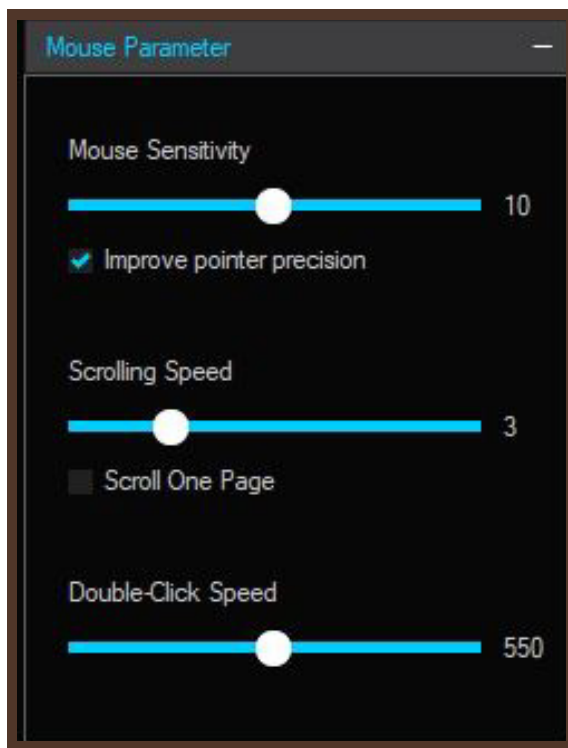 Mouse Parameter
Mouse Sensitivity
10
Improve pointer precision
Scrolling Speed
3
Scroll One Page
Double-Click Speed
550